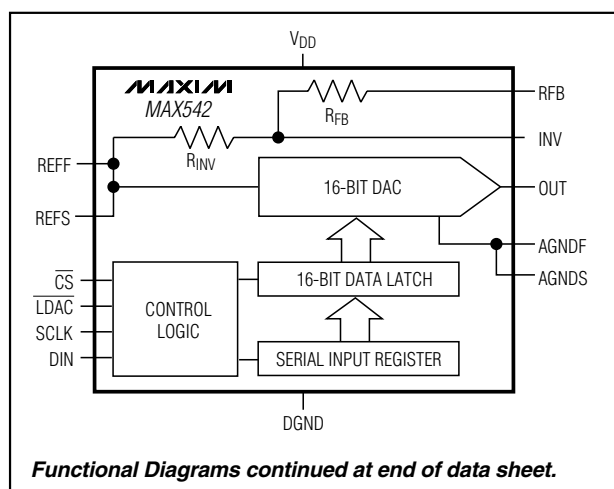 VDD
MAXIM
MAX542
RFB
RFB
INV
RINV
REFF
16-BIT DAC
OUT
REFS
AGNDF
CS
16-BIT DATA LATCH
AGNDS
LDAC
CONTROL
LOGIC
SCLK
DIN
SERIAL INPUT REGISTER
DGND
Functional Diagrams continued at end of data sheet.